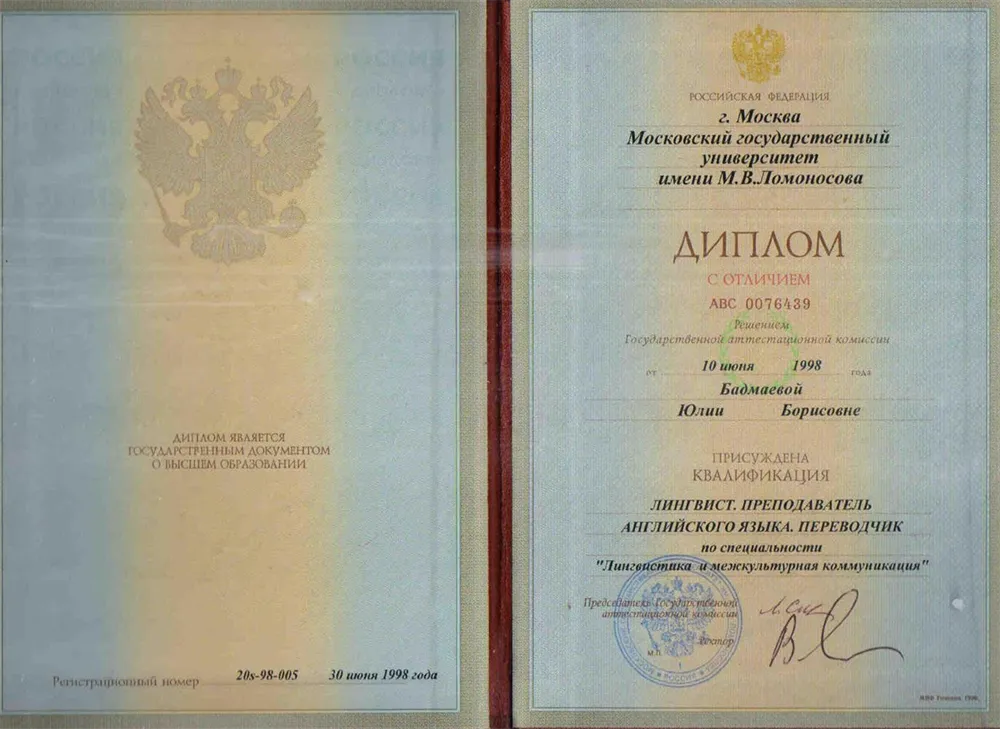 ДИПЛОМ ЯВЛЯЕТСЯ
ГОСУДАРСТВЕННЫМ ДОКУМЕНТОМ
О ВЫСШЕМ ОБРАЗОВАНИИ
Регистрационный номер 20s-98-005 30 июня 1998 года
РОССИЙСКАЯ ФЕДЕРАЦИЯ
г. Москва
Московский государственный
университет
имени М.В.Ломоносова
ДИПЛОМ
С ОТЛИЧИЕМ
АВС 0076439
Решением
Государственной аттестационной комиссии
от 10 июня 1998 года
Бадмаевой
Юлии Борисовне
ПРИСУЖДЕНА
КВАЛИФИКАЦИЯ
ЛИНГВИСТ. ПРЕПОДАВАТЕЛЬ
АНГЛИЙСКОГО ЯЗЫКА. ПЕРЕВОДЧИК
по специальности
"Лингвистика и межкультурная коммуникация"
Председатель Государственной
аттестационной комиссии
Ректор
М.П.
РОССИЯ